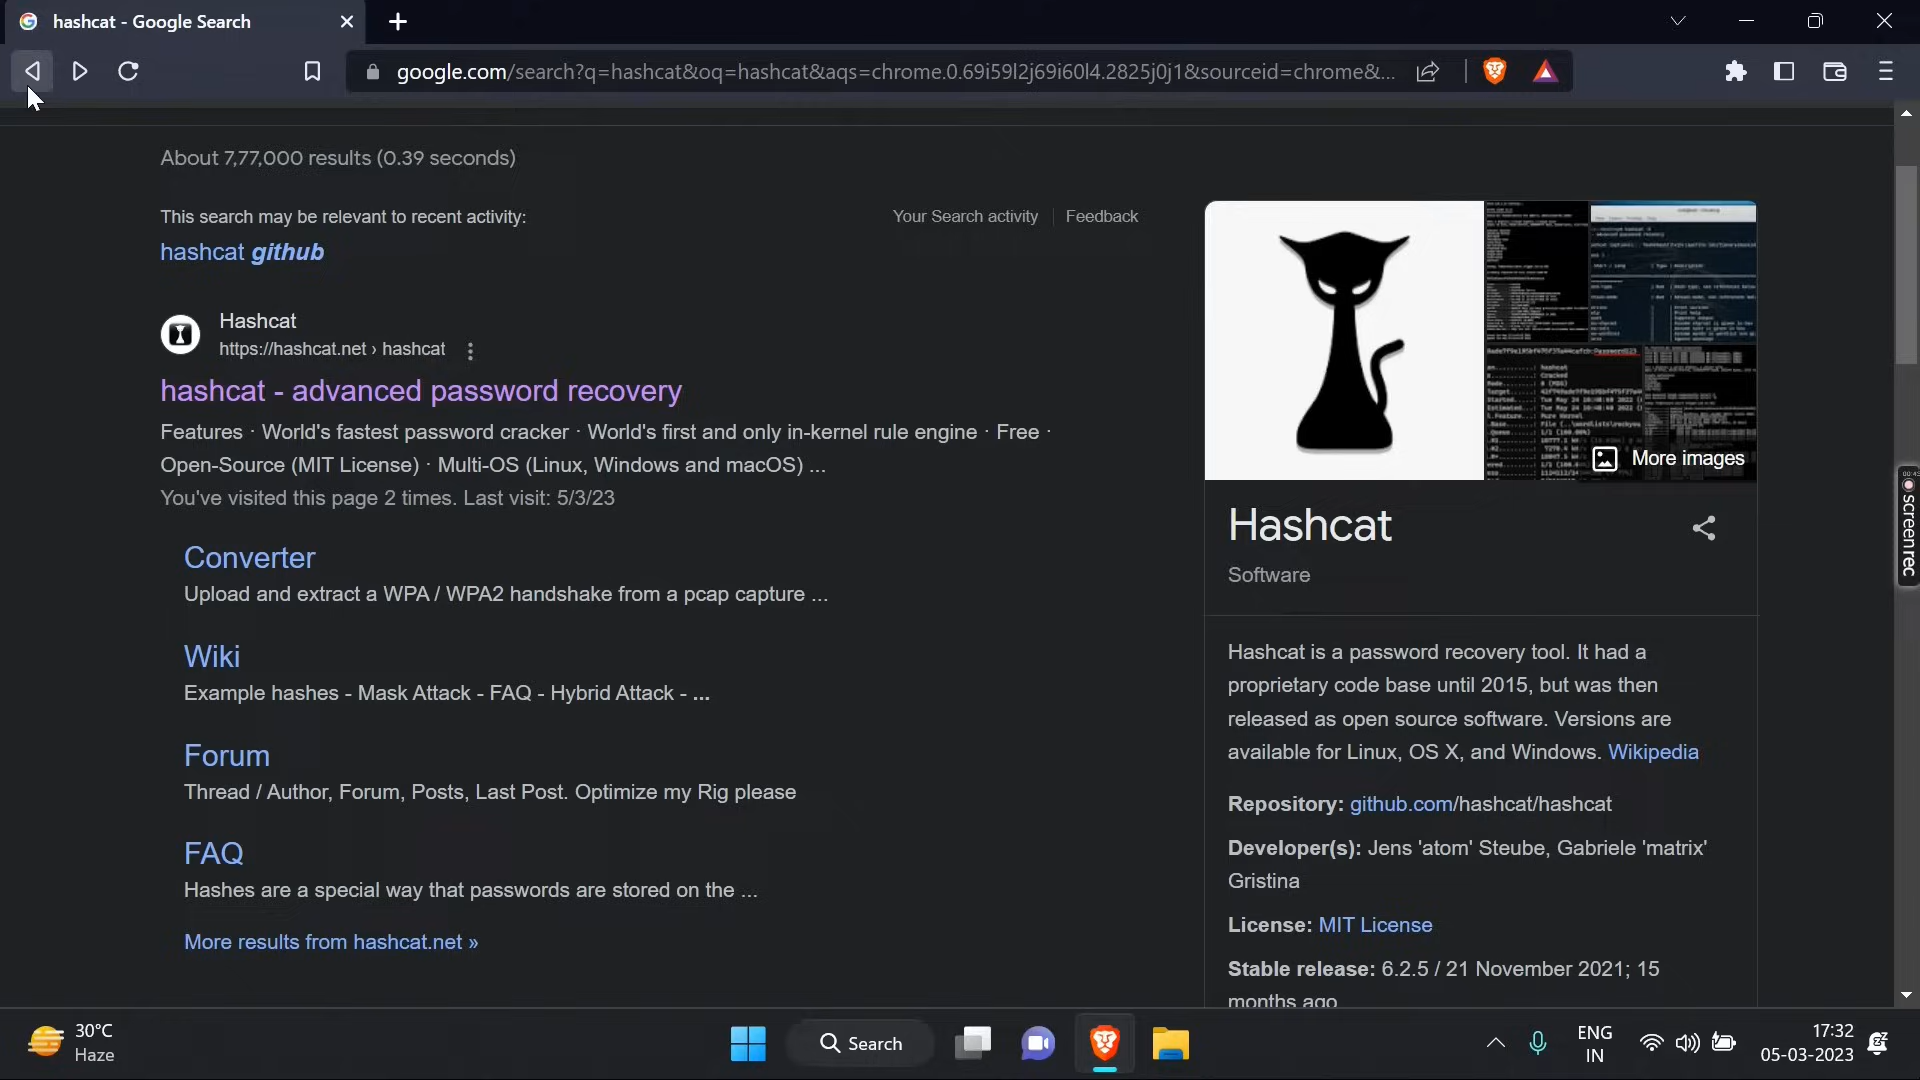 hashcat - Google Search
google.com/search?q=hashcat&oq=hashcat&aqs=chrome.0.69i59l2j69i60l4.2825j0j1&sourceid=chrome&...
About 7,77,000 results (0.39 seconds)
This search may be relevant to recent activity:
Your Search activity
Feedback
hashcat github
Hashcat
https://hashcat.net › hashcat
hashcat - advanced password recovery
Features · World's fastest password cracker · World's first and only in-kernel rule engine · Free ·
Open-Source (MIT License) · Multi-OS (Linux, Windows and macOS) ...
You've visited this page 2 times. Last visit: 5/3/23
Converter
Upload and extract a WPA / WPA2 handshake from a pcap capture ...
Wiki
Example hashes - Mask Attack - FAQ - Hybrid Attack - ...
Forum
Thread / Author, Forum, Posts, Last Post. Optimize my Rig please
FAQ
Hashes are a special way that passwords are stored on the ...
More results from hashcat.net »
More images
Hashcat
Software
Hashcat is a password recovery tool. It had a
proprietary code base until 2015, but was then
released as open source software. Versions are
available for Linux, OS X, and Windows. Wikipedia
Repository: github.com/hashcat/hashcat
Developer(s): Jens 'atom' Steube, Gabriele 'matrix'
Gristina
License: MIT License
Stable release: 6.2.5 / 21 November 2021; 15
months ago
screenrec
30°C
Haze
Search
ENG
IN
17:32
05-03-2023